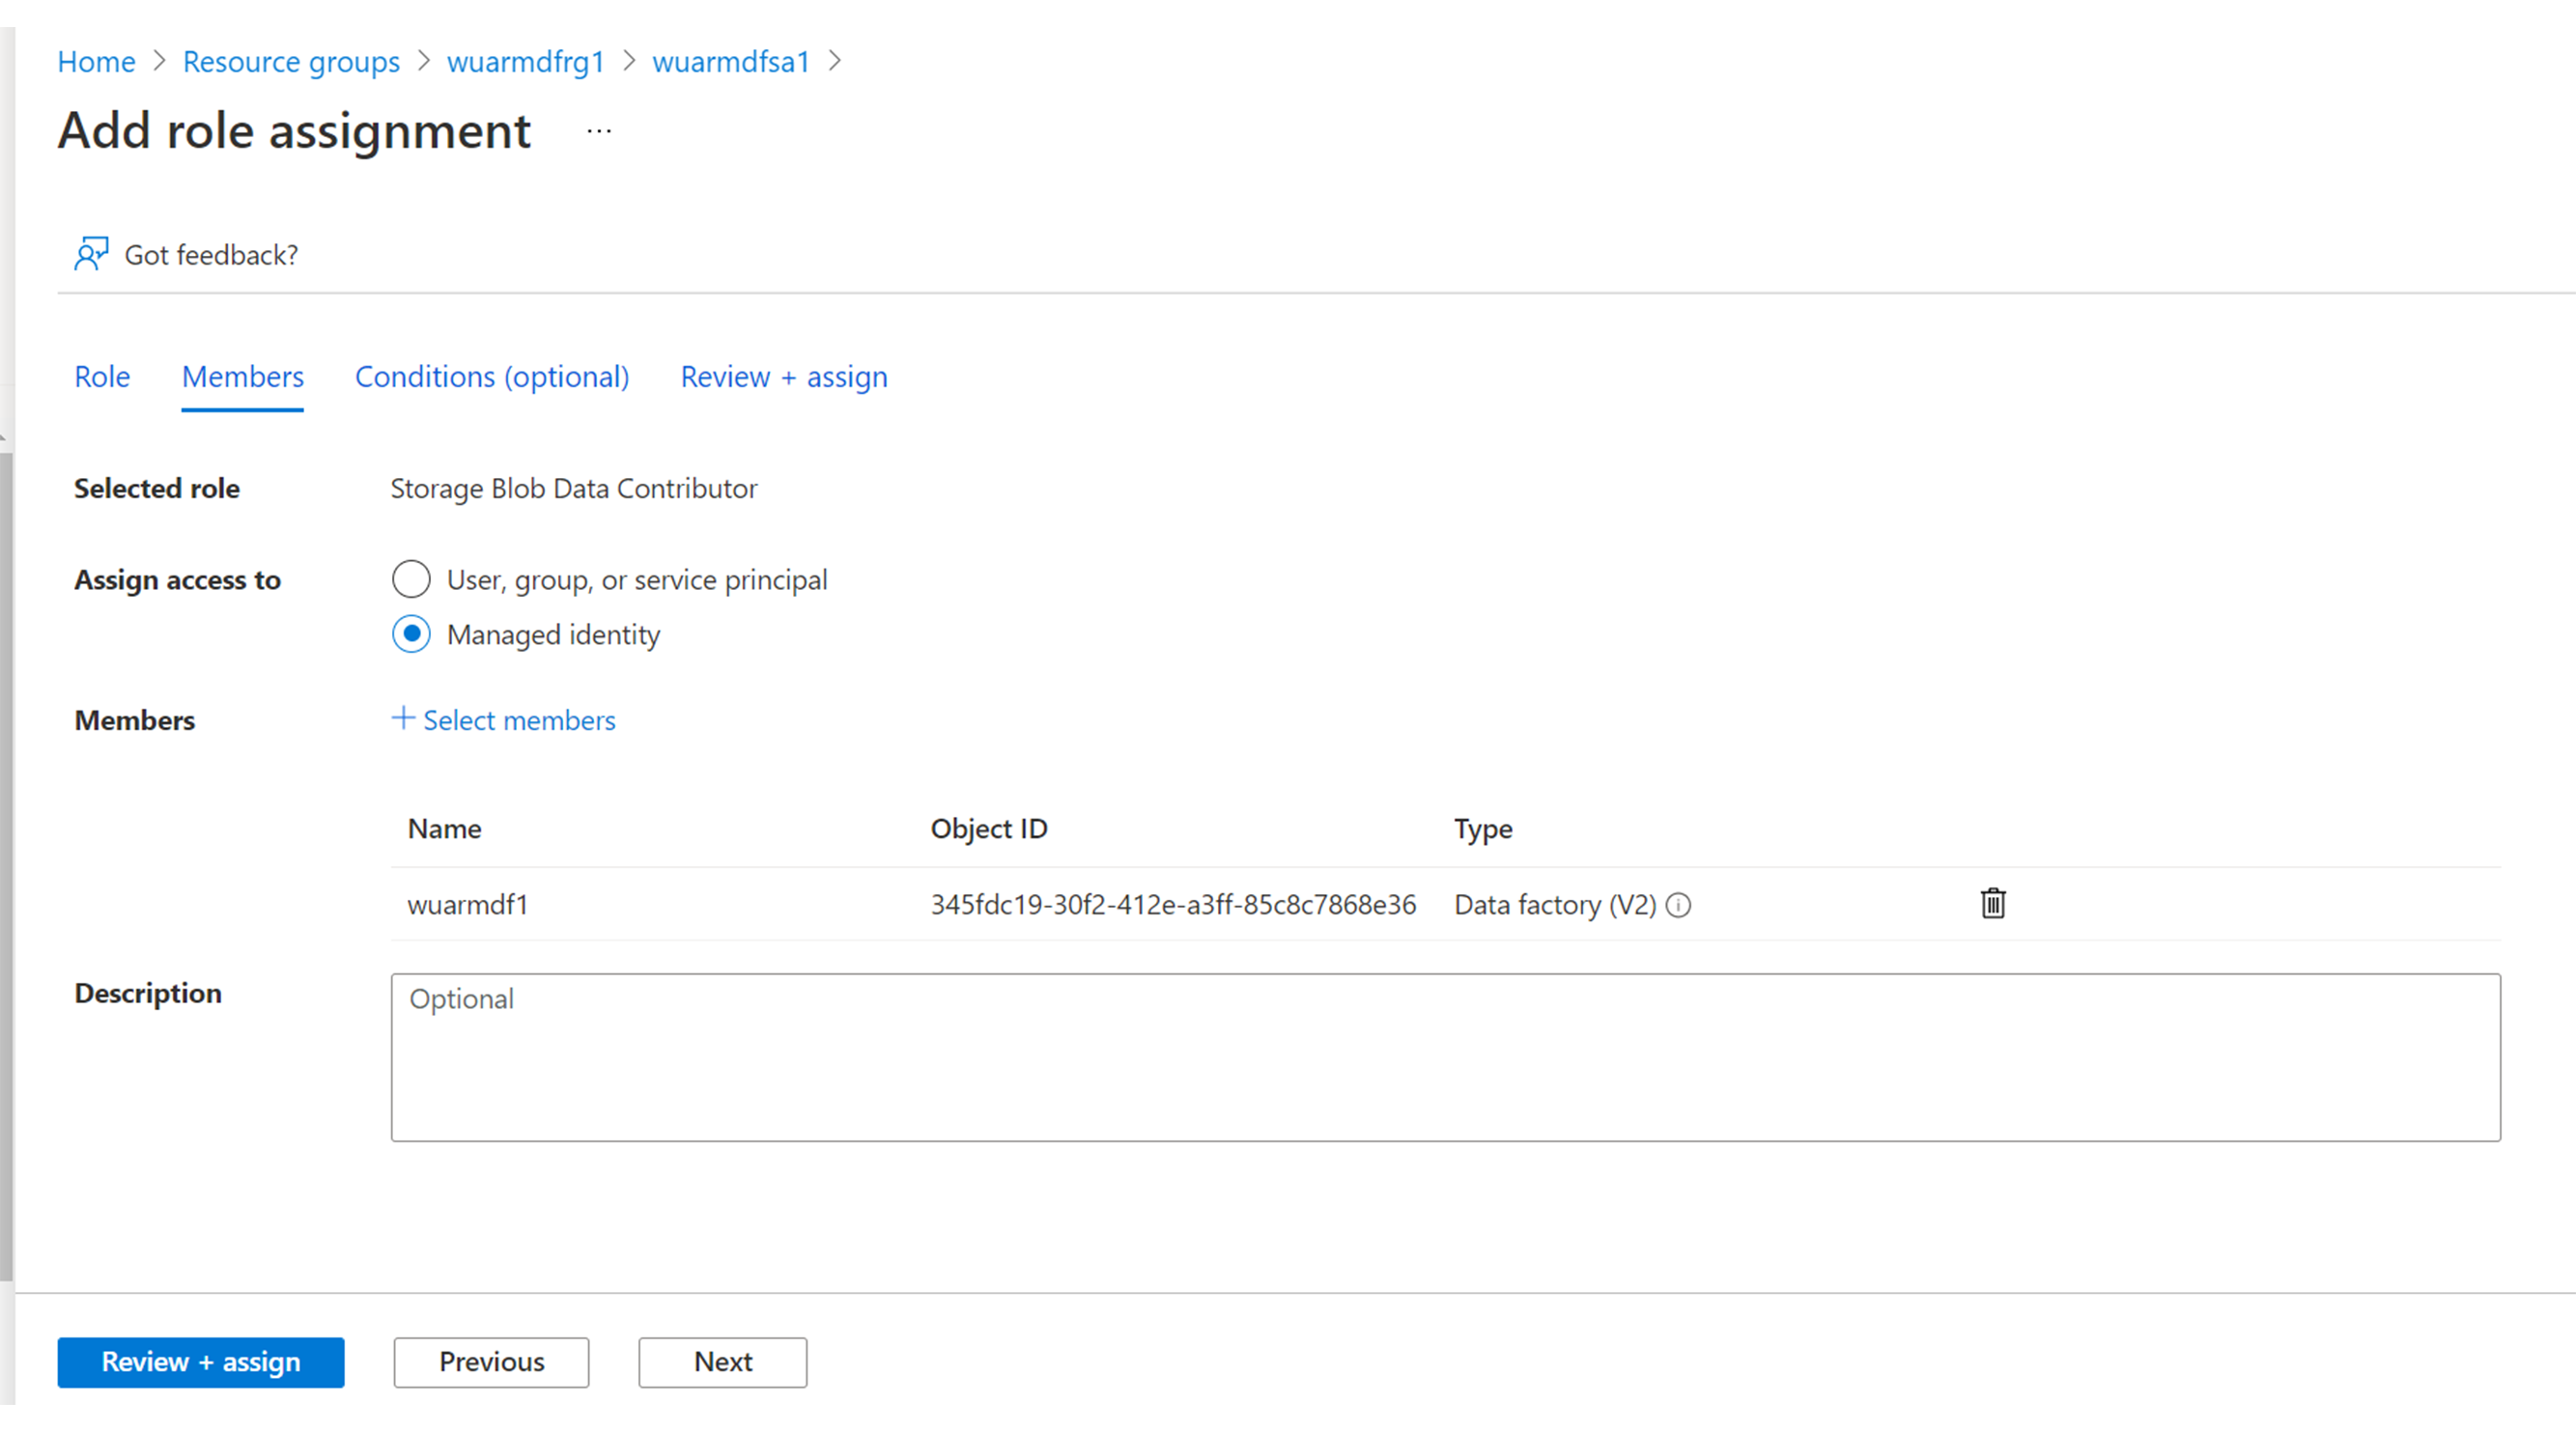 Home > Resource groups > wuarmdfrg1 > wuarmdfsa1 >
Add role assignment ...
Got feedback?
Role Members Conditions (optional) Review + assign
Selected role Storage Blob Data Contributor
Assign access to User, group, or service principal
Managed identity
Members + Select members
Name Object ID Type
wuarmdf1 345fdc19-30f2-412e-a3ff-85c8c7868e36 Data factory (V2)
Description Optional
Review + assign Previous Next